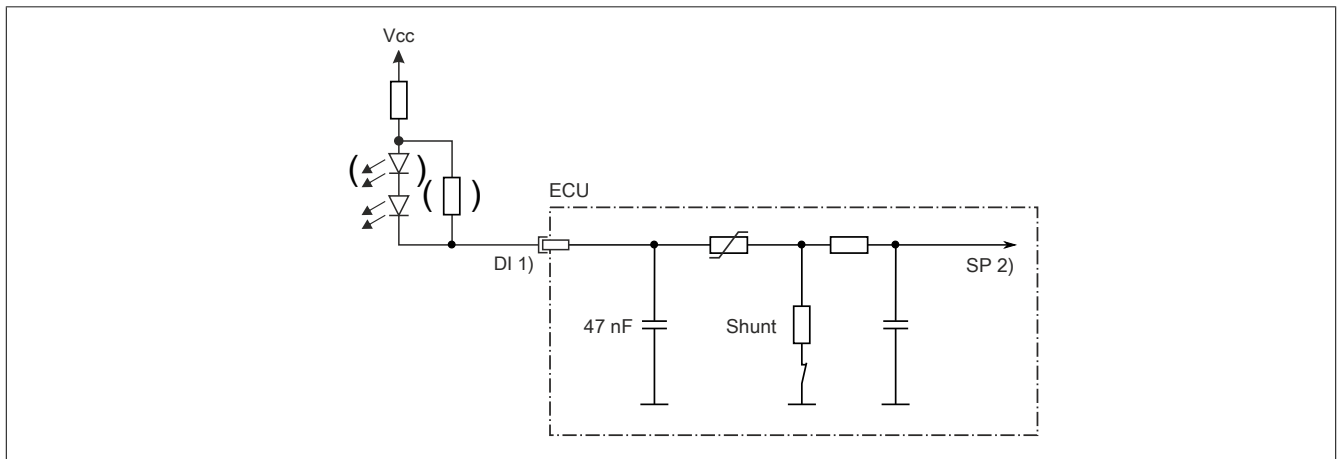 Vcc
( )
( )
ECU
DI 1)
SP 2)
47 nF
Shunt